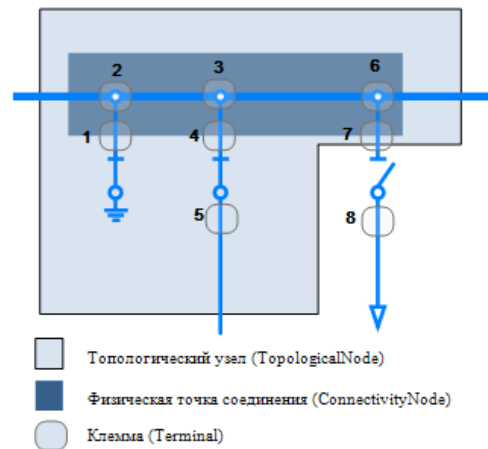 2 3 6
1 4 7
5 8
Топологический узел (TopologicalNode)
Физическая точка соединения (ConnectivityNode)
Клемма (Terminal)